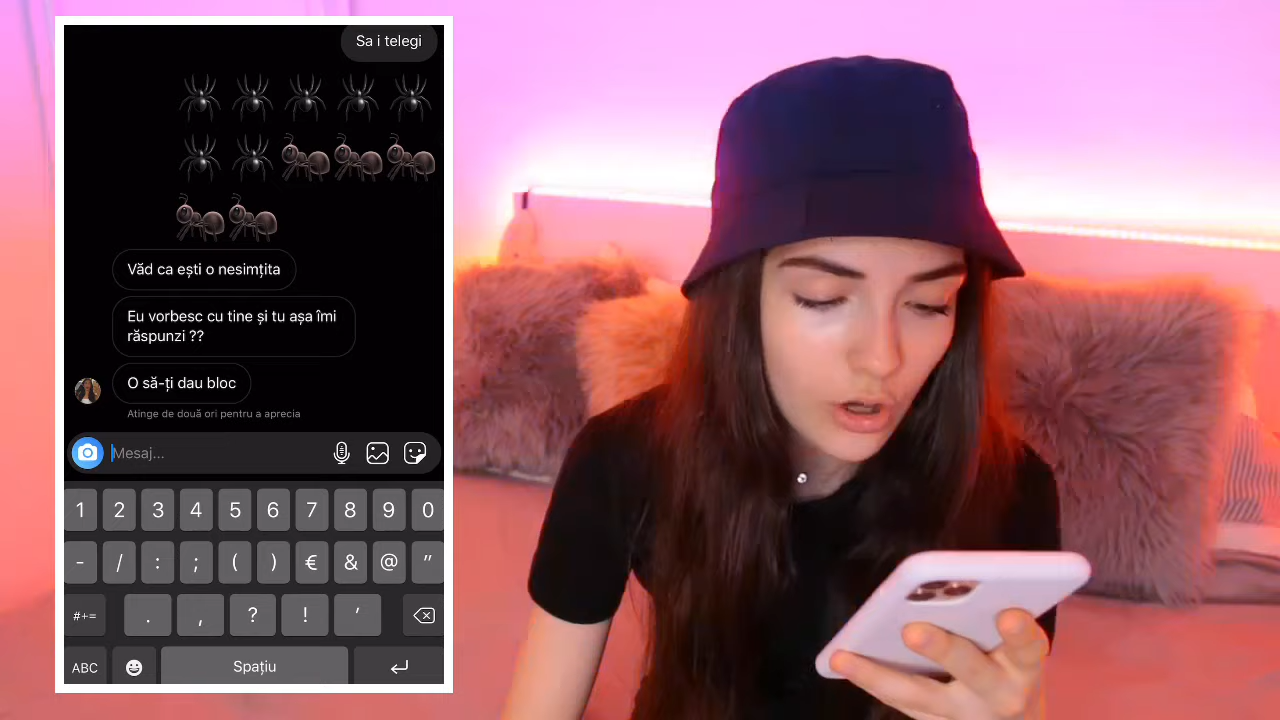 Sa i telegi
Văd ca ești o nesimțita
Eu vorbesc cu tine și tu așa îmi
răspunzi ??
O să-ți dau bloc
Atinge de două ori pentru a aprecia
Mesaj...
1 2 3 4 5 6 7 8 9 0
- / : ; ( ) € & @ "
#+= . , ? ! '
ABC Spațiu